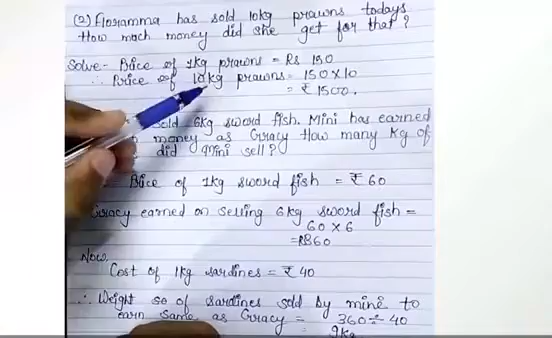 (2) Floramma has sold 10kg prawns todays
How much money did she get for that?
Solve- Price of 1kg prawns = Rs 150
∴ Price of 10kg prawns = 150×10
= ₹ 1500.
sold 6kg sword fish. Mini has earned
money as Gracy How many Kg of
did Mini sell?
Price of 1kg sword fish = ₹ 60
Gracy earned on selling 6kg sword fish =
60 × 6
=R360
Now
Cost of 1kg sardines = ₹ 40
∴ Weight so of sardines sold by mine to
earn same as Gracy = 360 ÷ 40
= 9kg